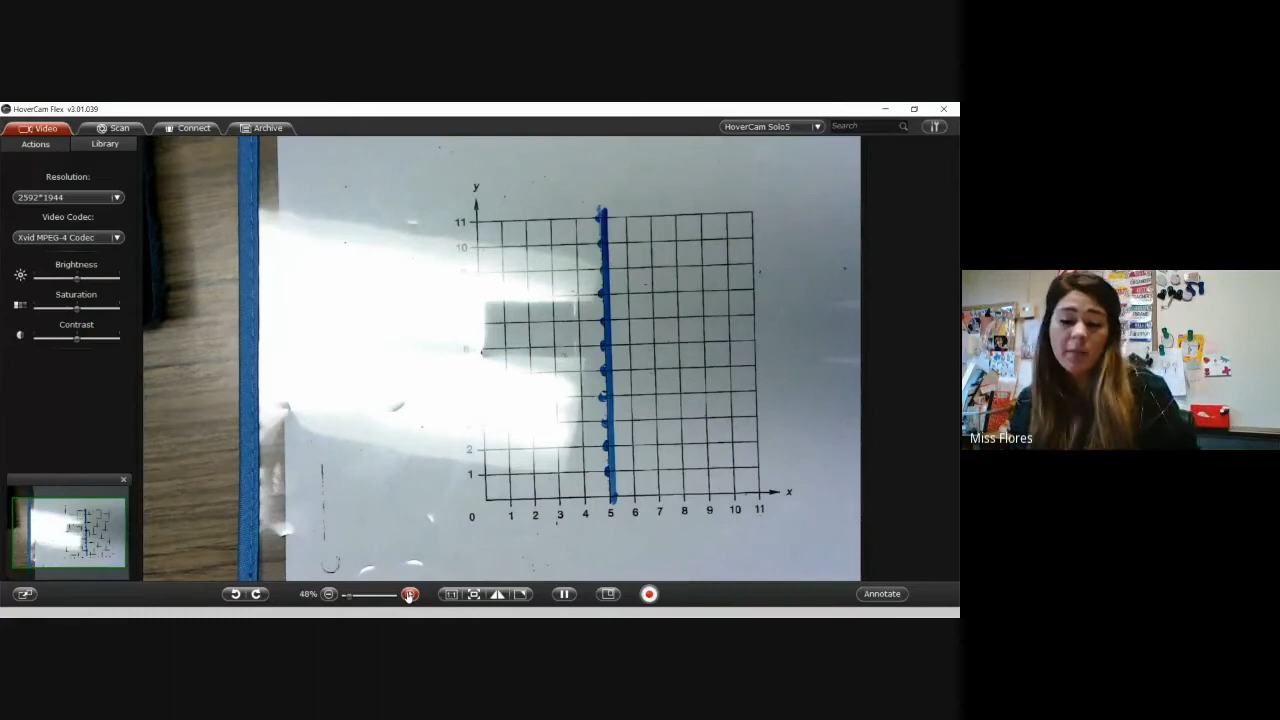 HoverCam Flex v3.01.039
Video
Scan
Connect
Archive
HoverCam Solo5
Search
Actions
Library
Resolution:
2592*1944
Video Codec:
Xvid MPEG-4 Codec
Brightness
Saturation
Contrast
y
11
10
2
1
0
1 2 3 4 5 6 7 8 9 10 11
x
48%
1:1
Annotate
Miss Flores